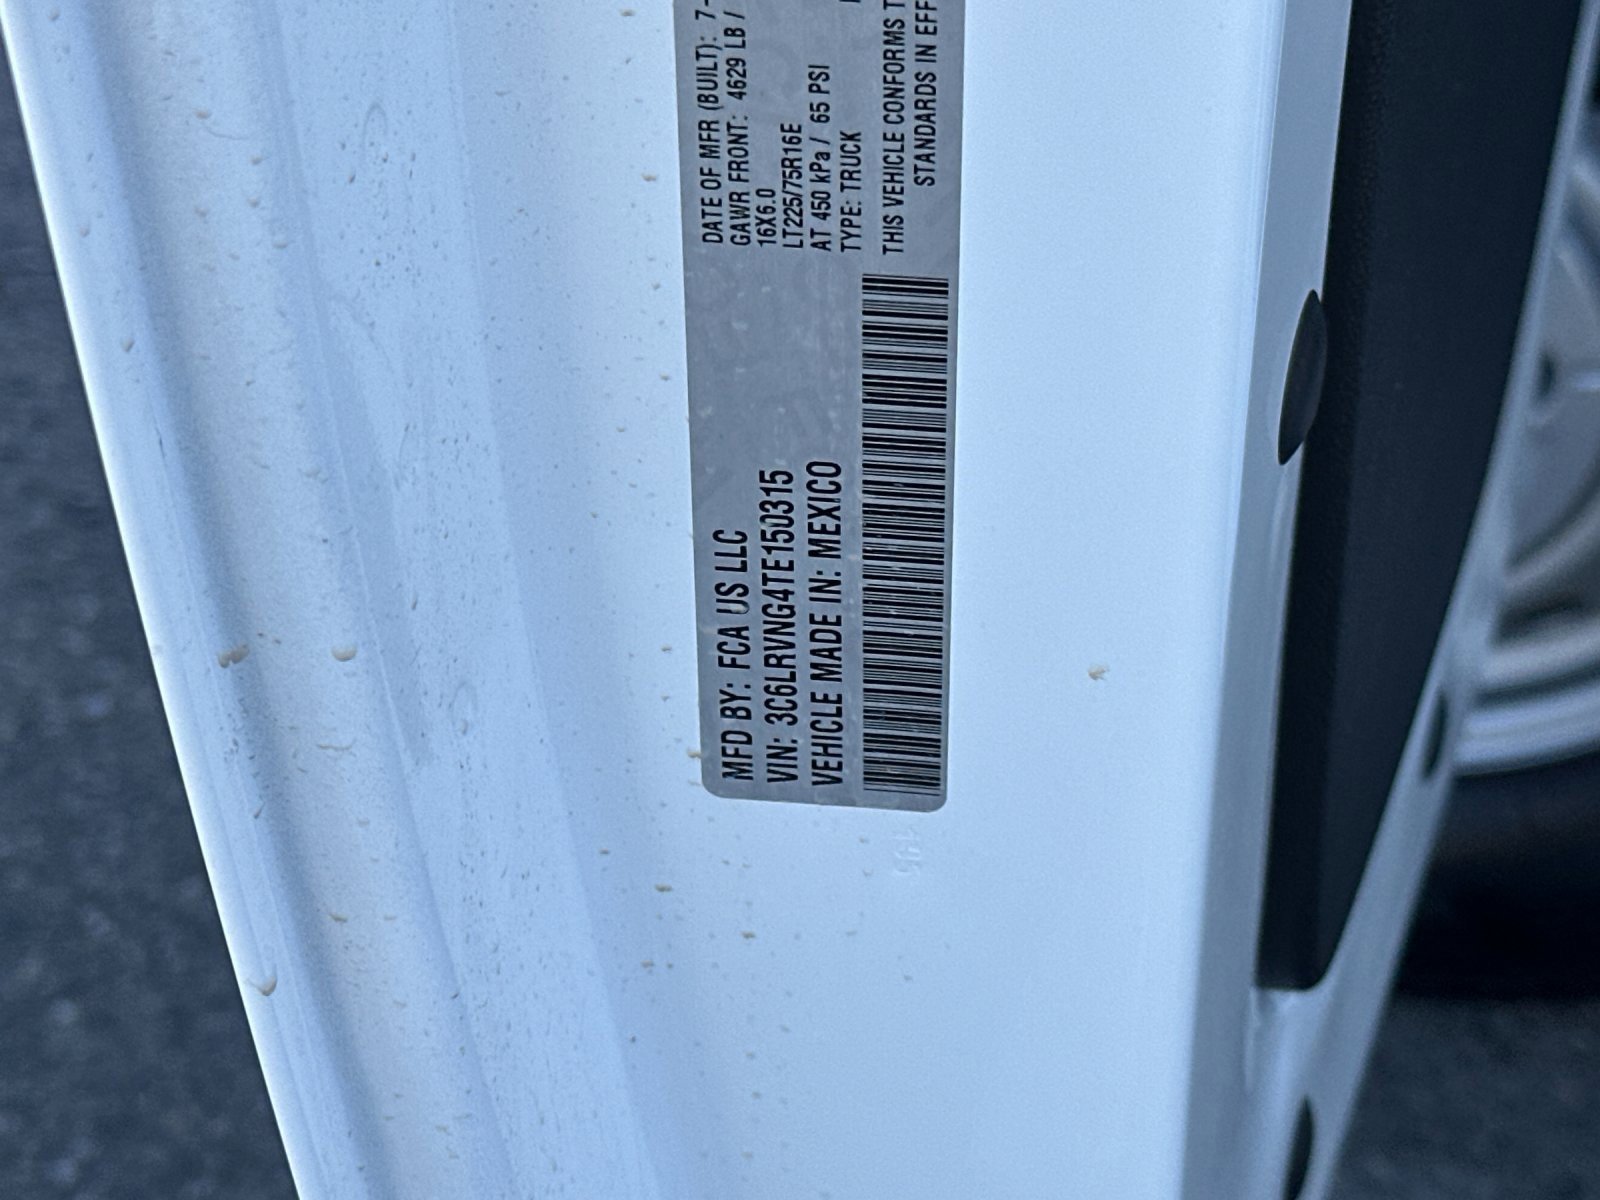 MFD BY: FCA US LLC
VIN: 3C6LRVNG4TE150315
VEHICLE MADE IN: MEXICO
DATE OF MFR (BUILT): 7-
GAWR FRONT: 4629 LB /
16X6.0
LT225/75R16E
AT 450 kPa / 65 PSI
TYPE: TRUCK
THIS VEHICLE CONFORMS T
STANDARDS IN EFF